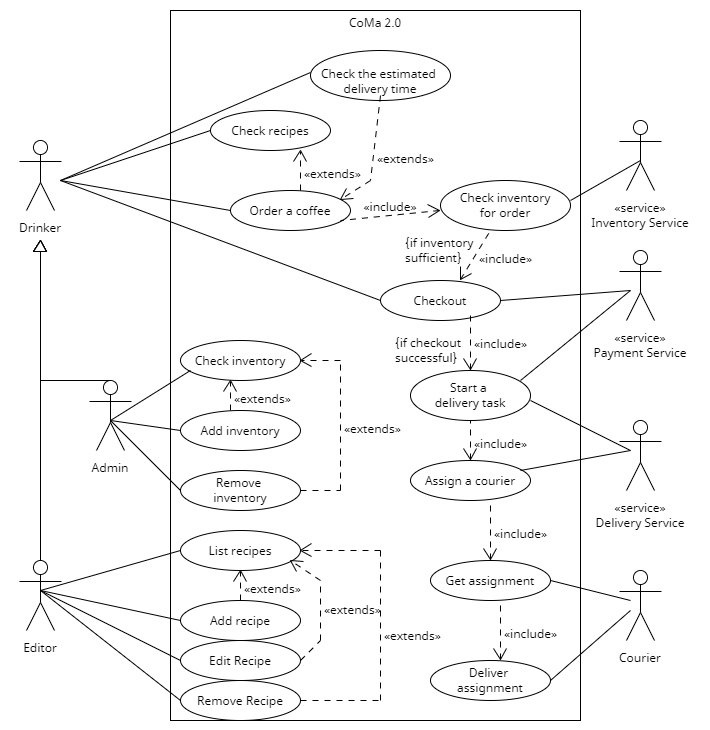 CoMa 2.0
Check the estimated
delivery time
Check recipes
«extends»
«extends»
Drinker
Order a coffee
«include»
Check inventory
for order
«service»
Inventory Service
{if inventory
sufficient}
«include»
Checkout
{if checkout
successful}
«include»
«service»
Payment Service
Check inventory
«extends»
Start a
delivery task
Add inventory
«extends»
«include»
Admin
Remove
inventory
Assign a courier
«service»
Delivery Service
«include»
List recipes
«extends»
Get assignment
Add recipe
«extends»
«extends»
«include»
Editor
Edit Recipe
Courier
Remove Recipe
Deliver
assignment